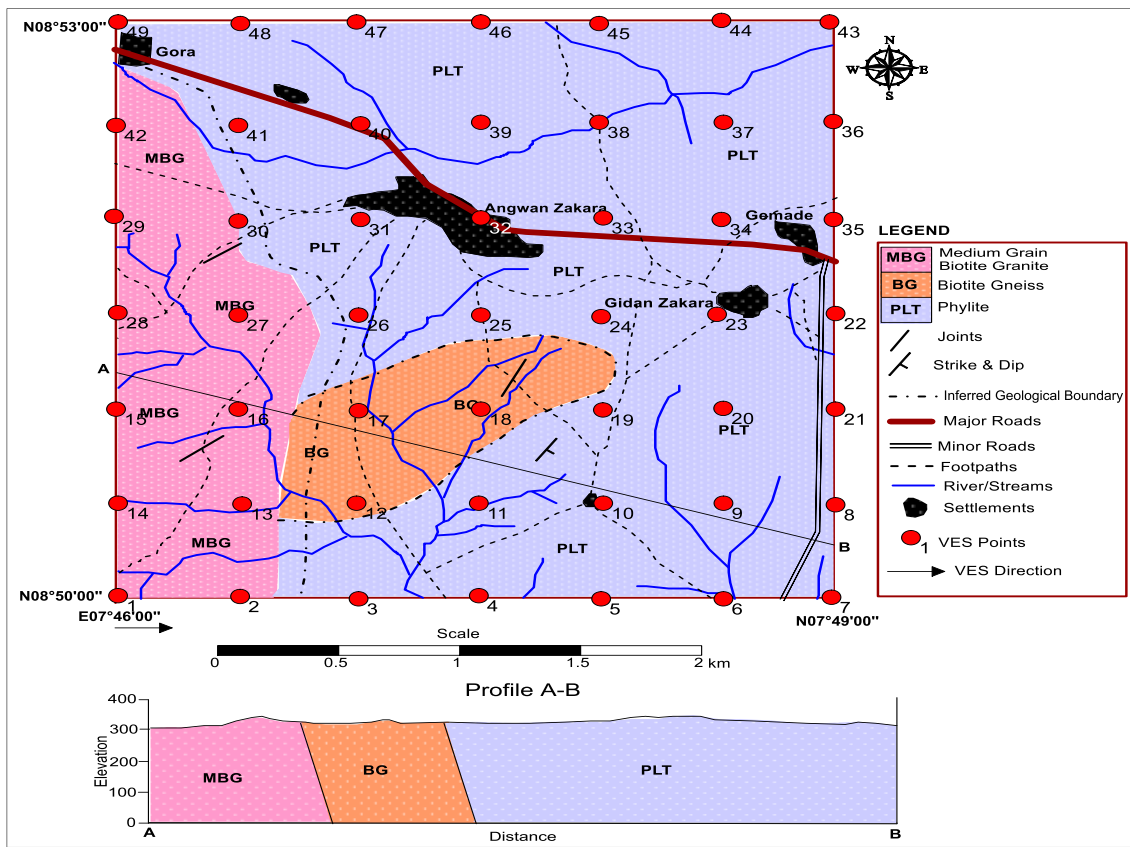 N08°53'00"
49
48
47
46
45
44
43
Gora
PLT
N
W
E
S
42
41
40
39
38
37
36
MBG
PLT
29
30
31
Angwan Zakara
32
33
34
Gemade
35
PLT
PLT
LEGEND
MBG
Medium Grain
Biotite Granite
BG
Biotite Gneiss
PLT
Phylite
Joints
Strike & Dip
Inferred Geological Boundary
Major Roads
Minor Roads
Footpaths
River/Streams
Settlements
1
VES Points
VES Direction
28
MBG
27
26
25
24
Gidan Zakara
23
22
A
15
MBG
16
17
BG
18
19
20
PLT
21
BG
14
13
12
11
10
9
8
MBG
PLT
B
N08°50'00"
1
2
3
4
5
6
7
E07°46'00"
N07°49'00"
Scale
0
0.5
1
1.5
2 km
Profile A-B
400
300
200
100
0
Elevation
MBG
BG
PLT
A
Distance
B